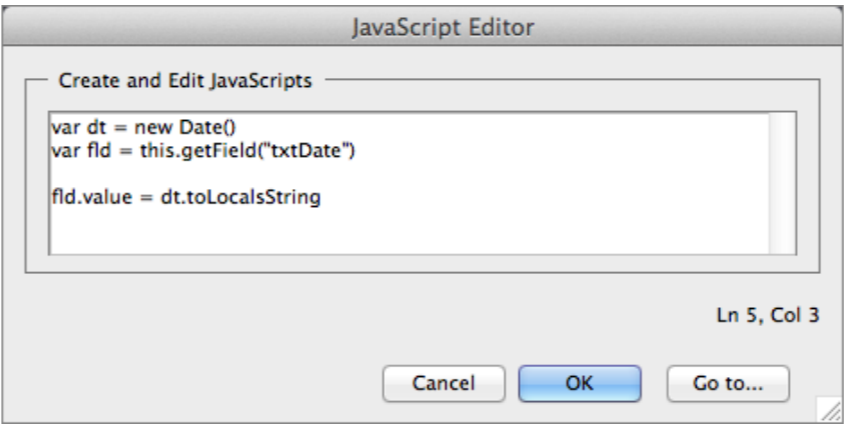 JavaScript Editor
Create and Edit JavaScripts
var dt = new Date()
var fld = this.getField("txtDate")
fld.value = dt.toLocalsString
Ln 5, Col 3
Cancel OK Go to...